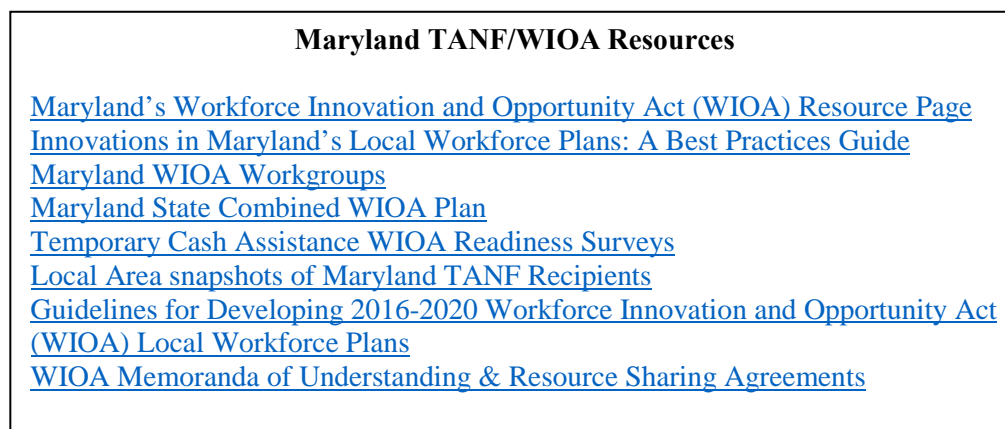 Maryland TANF/WIOA Resources
Maryland’s Workforce Innovation and Opportunity Act (WIOA) Resource Page
Innovations in Maryland’s Local Workforce Plans: A Best Practices Guide
Maryland WIOA Workgroups
Maryland State Combined WIOA Plan
Temporary Cash Assistance WIOA Readiness Surveys
Local Area snapshots of Maryland TANF Recipients
Guidelines for Developing 2016-2020 Workforce Innovation and Opportunity Act
(WIOA) Local Workforce Plans
WIOA Memoranda of Understanding & Resource Sharing Agreements